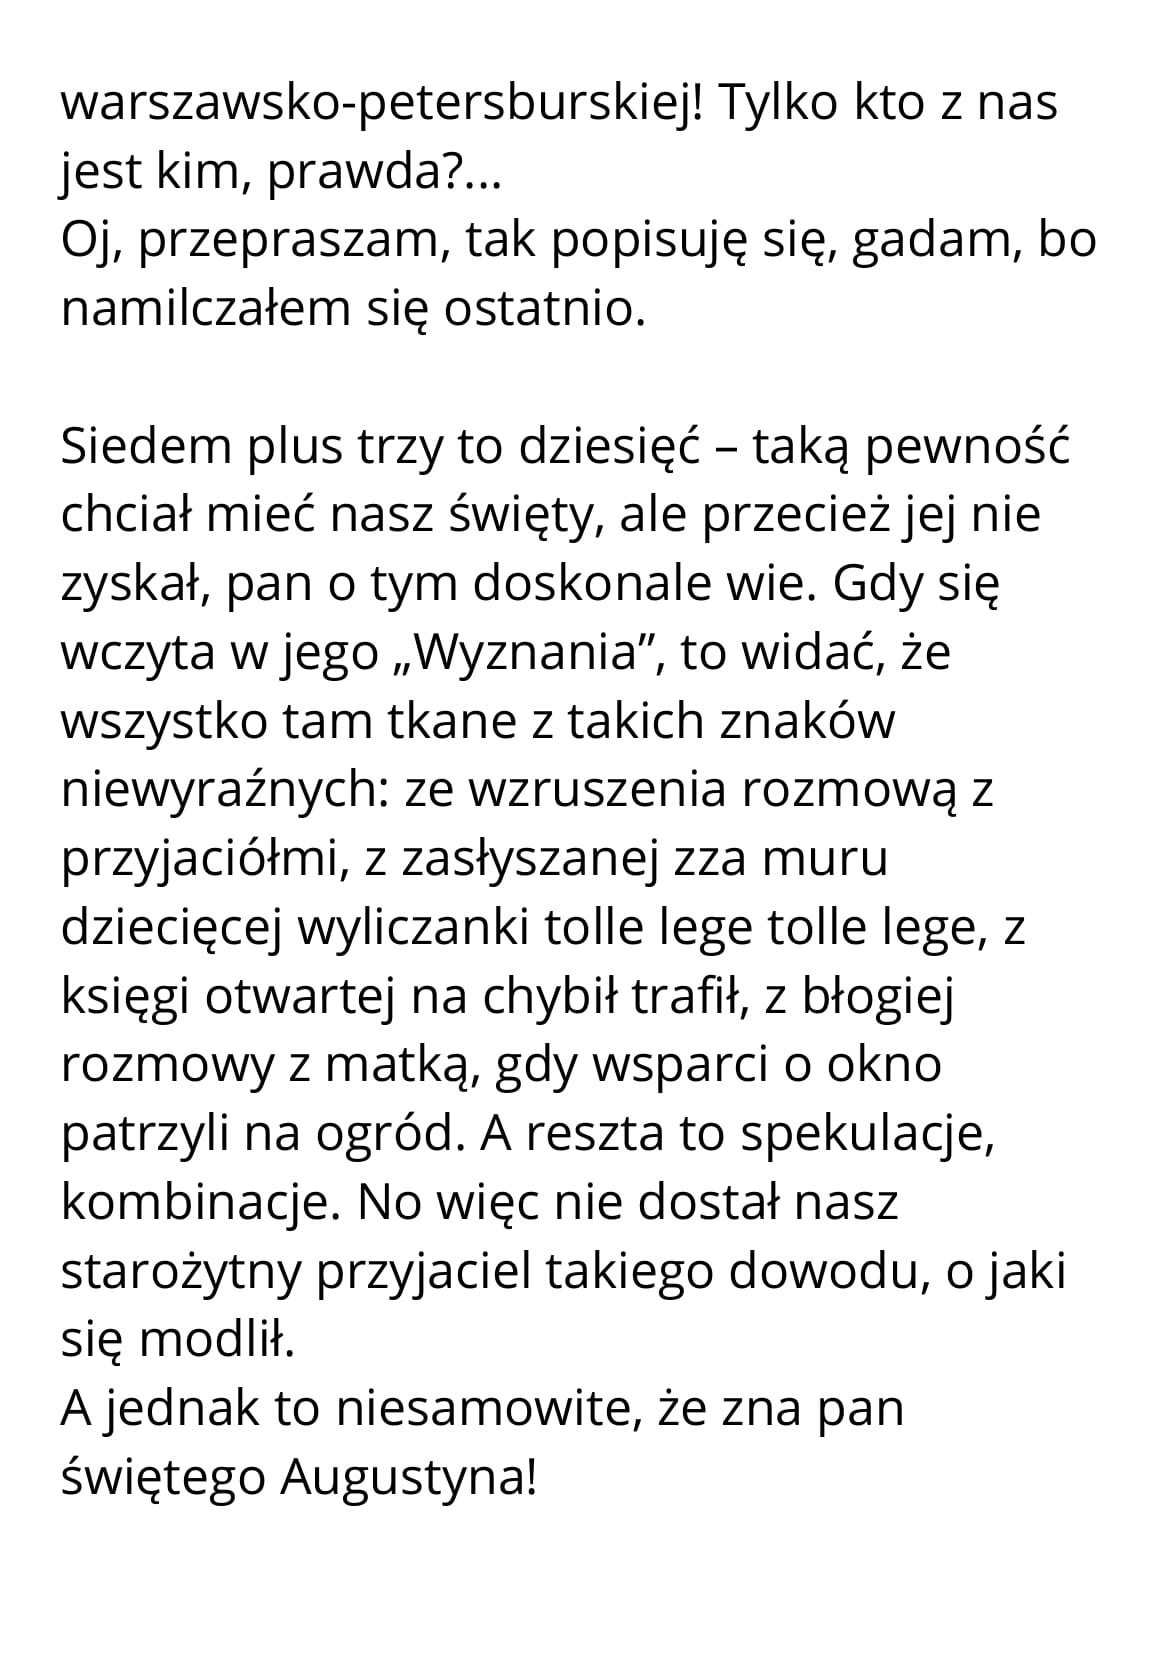 warszawsko-petersburskiej! Tylko kto z nas
jest kim, prawda?...
Oj, przepraszam, tak popisuję się, gadam, bo
namilczałem się ostatnio.
Siedem plus trzy to dziesięć – taką pewność
chciał mieć nasz święty, ale przecież jej nie
zyskał, pan o tym doskonale wie. Gdy się
wczyta w jego „Wyznania”, to widać, że
wszystko tam tkane z takich znaków
niewyraźnych: ze wzruszenia rozmową z
przyjaciółmi, z zasłyszanej zza muru
dziecięcej wyliczanki tolle lege tolle lege, z
księgi otwartej na chybił trafił, z błogiej
rozmowy z matką, gdy wsparci o okno
patrzyli na ogród. A reszta to spekulacje,
kombinacje. No więc nie dostał nasz
starożytny przyjaciel takiego dowodu, o jaki
się modlił.
A jednak to niesamowite, że zna pan
świętego Augustyna!